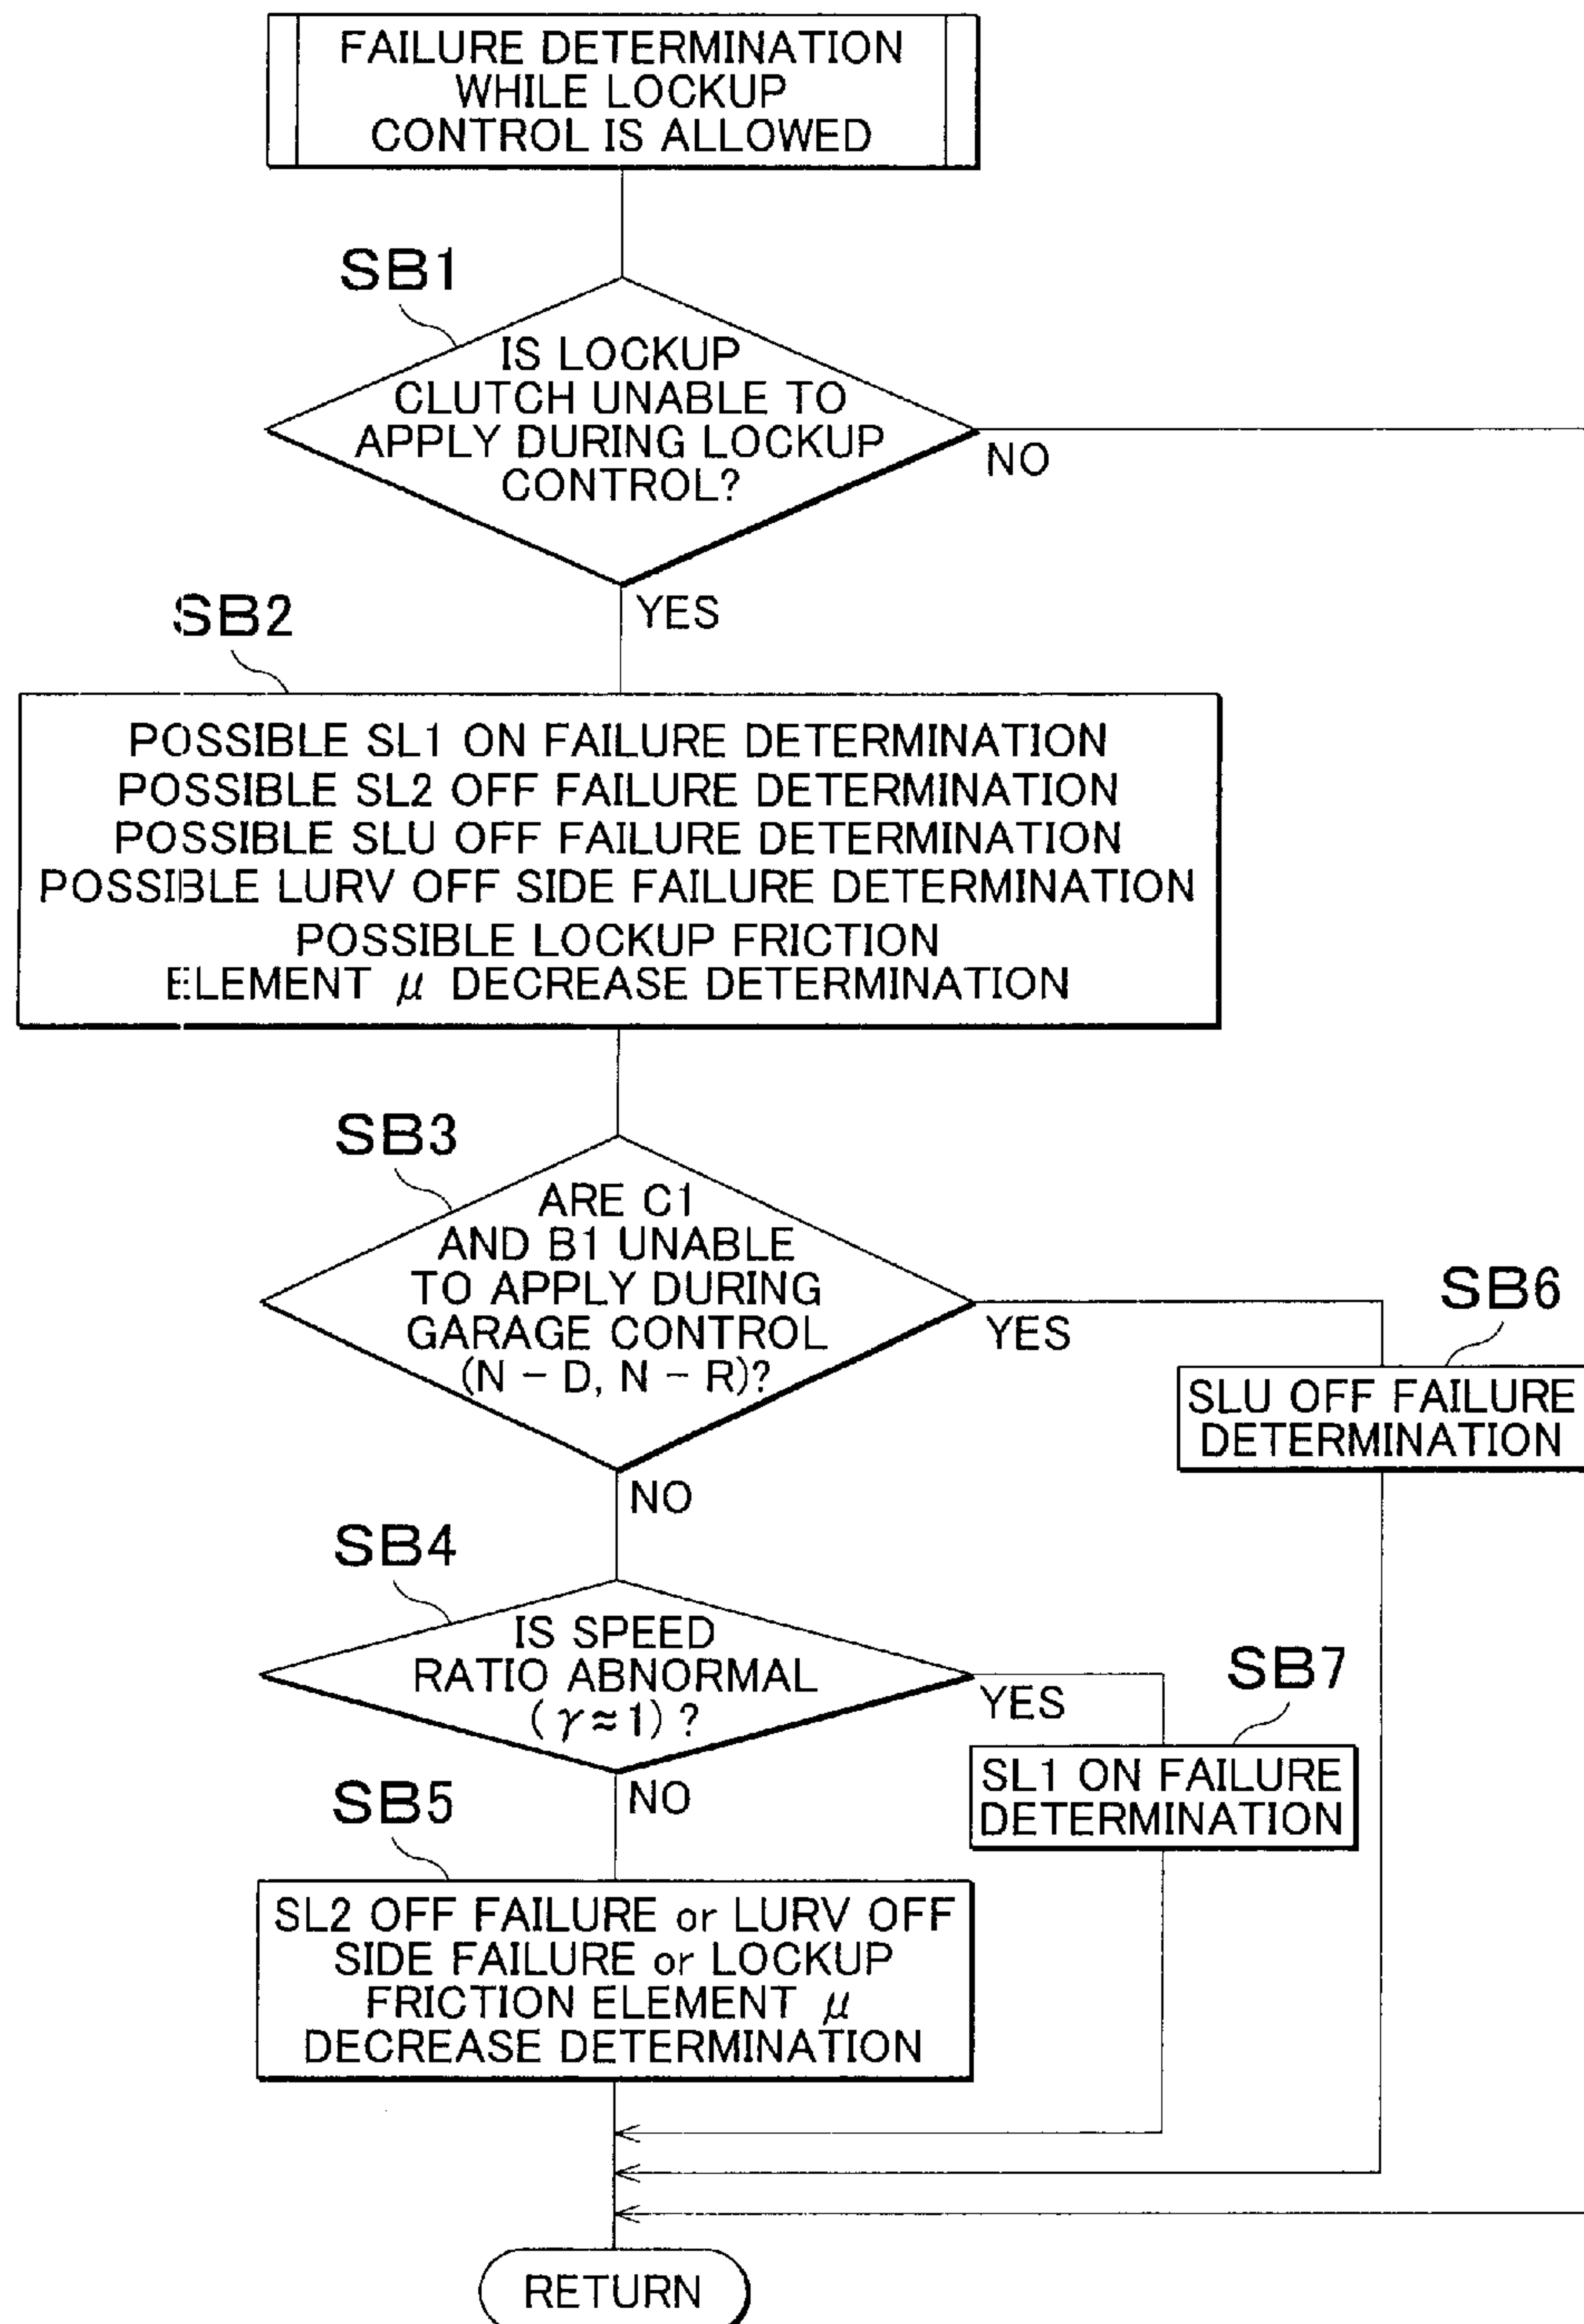 FAILURE DETERMINATION
WHILE LOCKUP
CONTROL IS ALLOWED
SB1
IS LOCKUP
CLUTCH UNABLE TO
APPLY DURING LOCKUP
CONTROL?
NO
YES
SB2
POSSIBLE SL1 ON FAILURE DETERMINATION
POSSIBLE SL2 OFF FAILURE DETERMINATION
POSSIBLE SLU OFF FAILURE DETERMINATION
POSSIBLE LURV OFF SIDE FAILURE DETERMINATION
POSSIBLE LOCKUP FRICTION
ELEMENT μ DECREASE DETERMINATION
SB3
ARE C1
AND B1 UNABLE
TO APPLY DURING
GARAGE CONTROL
(N – D, N – R)?
YES
NO
SB6
SLU OFF FAILURE
DETERMINATION
SB4
IS SPEED
RATIO ABNORMAL
(γ≈1)?
YES
NO
SB7
SL1 ON FAILURE
DETERMINATION
SB5
SL2 OFF FAILURE or LURV OFF
SIDE FAILURE or LOCKUP
FRICTION ELEMENT μ
DECREASE DETERMINATION
RETURN